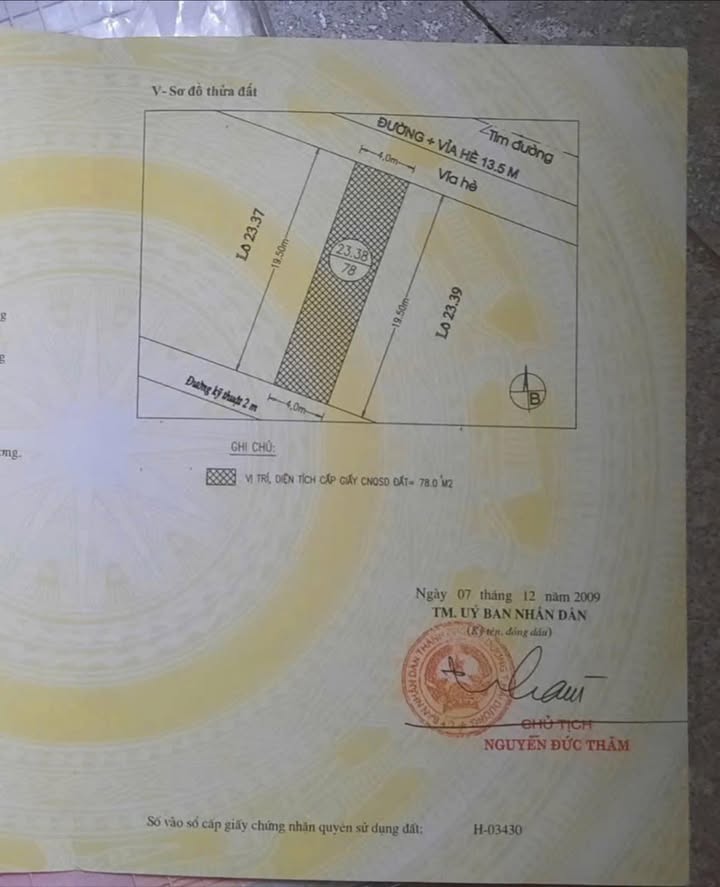 V- Sơ đồ thửa đất
ĐƯỜNG + VỈA HÈ 13.5 M
Tim đường
Vỉa hè
4,0m
Lô 23.37
19.50m
23.38
78
19.50m
Lô 23.39
Đường kỹ thuật 2 m
4,0m
B
GHI CHÚ:
VỊ TRÍ, DIỆN TÍCH CẤP GIẤY CNQSD ĐẤT= 78.0 M2
g
g
ơng.
Ngày 07 tháng 12 năm 2009
TM. UỶ BAN NHÂN DÂN
(Ký tên, đóng dấu)
CHỦ TỊCH
NGUYỄN ĐỨC THĂM
Số vào sổ cấp giấy chứng nhận quyền sử dụng đất: H-03430